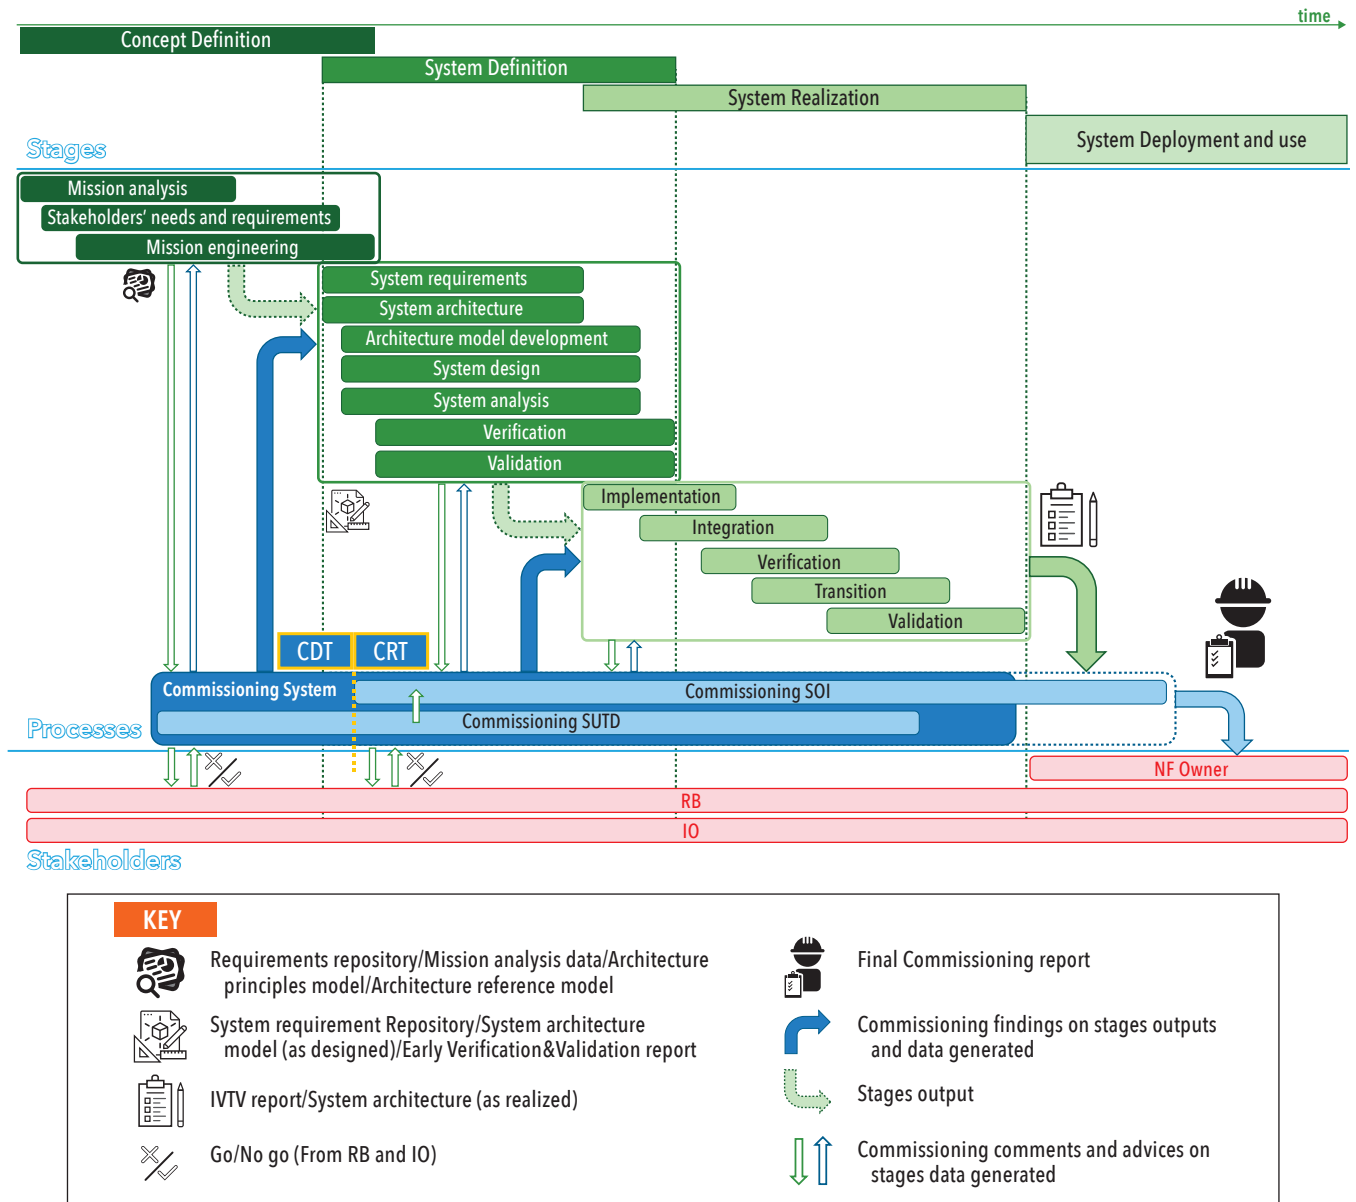 time
Concept Definition
System Definition
System Realization
System Deployment and use
Stages
Mission analysis
Stakeholders' needs and requirements
Mission engineering
System requirements
System architecture
Architecture model development
System design
System analysis
Verification
Validation
Implementation
Integration
Verification
Transition
Validation
CDT
CRT
Commissioning System
Commissioning SOI
Commissioning SUTD
Processes
NF Owner
RB
IO
Stakeholders
KEY
Requirements repository/Mission analysis data/Architecture
principles model/Architecture reference model
System requirement Repository/System architecture
model (as designed)/Early Verification&Validation report
IVTV report/System architecture (as realized)
Go/No go (From RB and IO)
Final Commissioning report
Commissioning findings on stages outputs
and data generated
Stages output
Commissioning comments and advices on
stages data generated